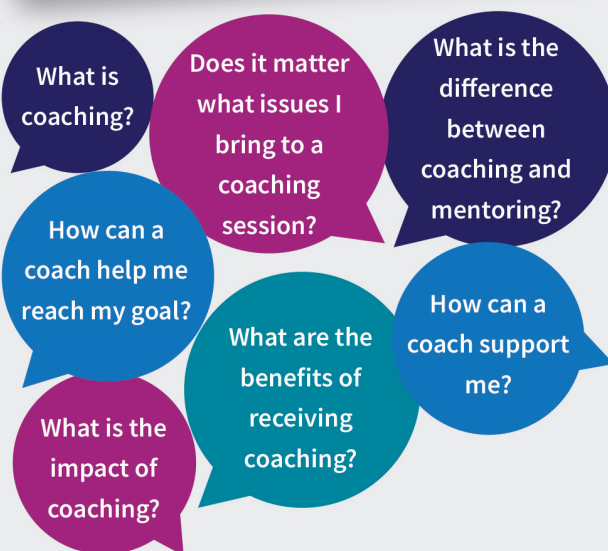 What is
coaching?
Does it matter
what issues I
bring to a
coaching
session?
What is the
difference
between
coaching and
mentoring?
How can a
coach help me
reach my goal?
What are the
benefits of
receiving
coaching?
How can a
coach support
me?
What is the
impact of
coaching?